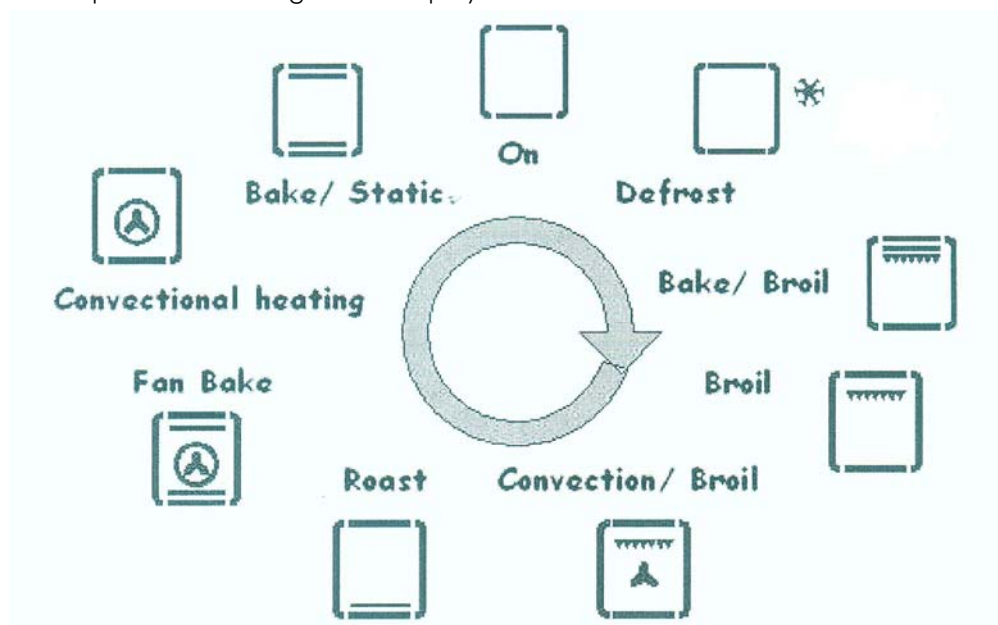 On
Bake/ Static
Defrost
Bake/ Broil
Convectional heating
Fan Bake
Broil
Roast
Convection/ Broil